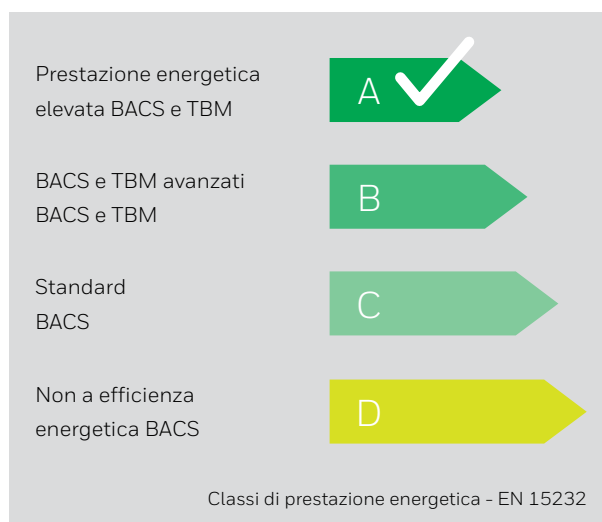 Prestazione energetica
elevata BACS e TBM
A
BACS e TBM avanzati
BACS e TBM
B
Standard
BACS
C
Non a efficienza
energetica BACS
D
Classi di prestazione energetica - EN 15232